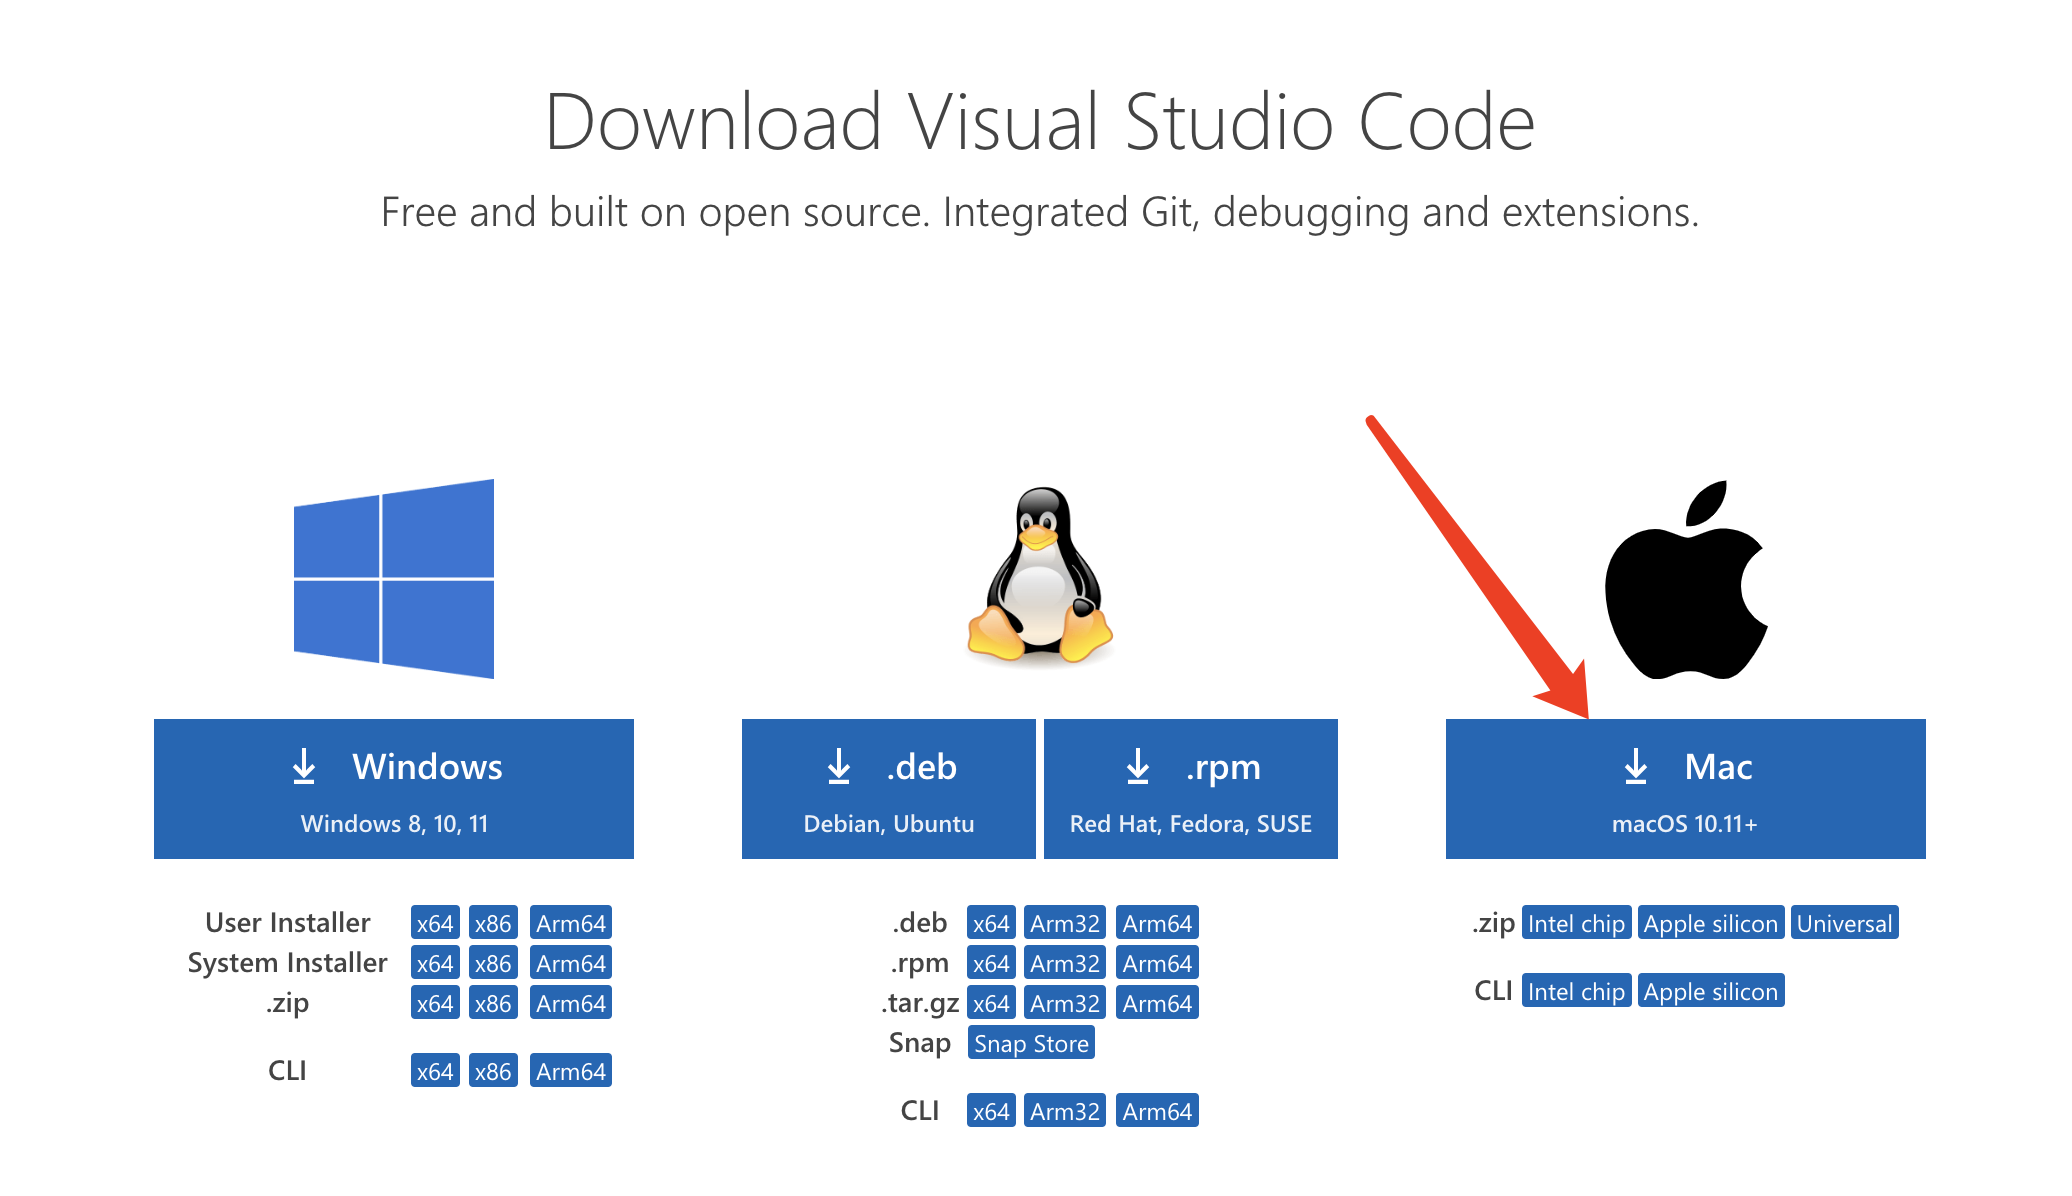 Download Visual Studio Code
Free and built on open source. Integrated Git, debugging and extensions.
Windows
Windows 8, 10, 11
User Installer x64 x86 Arm64
System Installer x64 x86 Arm64
.zip x64 x86 Arm64
CLI x64 x86 Arm64
.deb
Debian, Ubuntu
.rpm
Red Hat, Fedora, SUSE
.deb x64 Arm32 Arm64
.rpm x64 Arm32 Arm64
.tar.gz x64 Arm32 Arm64
Snap Snap Store
CLI x64 Arm32 Arm64
Mac
macOS 10.11+
.zip Intel chip Apple silicon Universal
CLI Intel chip Apple silicon